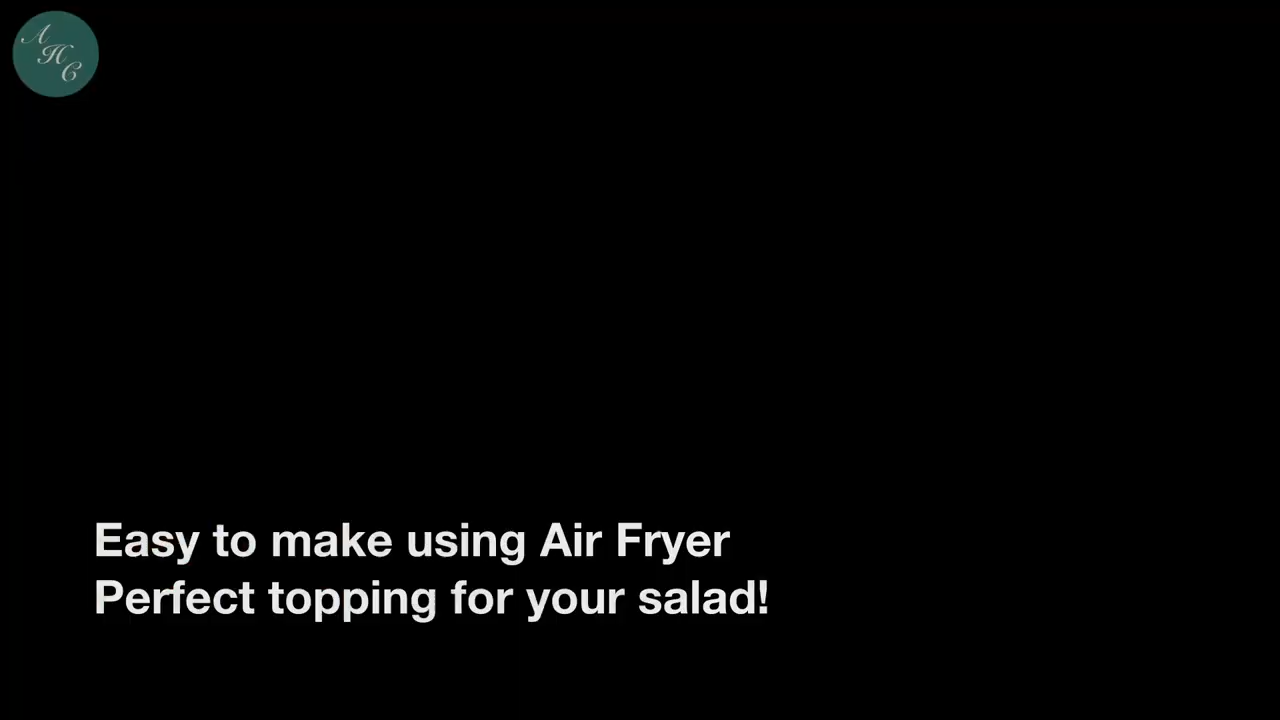 A
H
C
Easy to make using Air Fryer
Perfect topping for your salad!